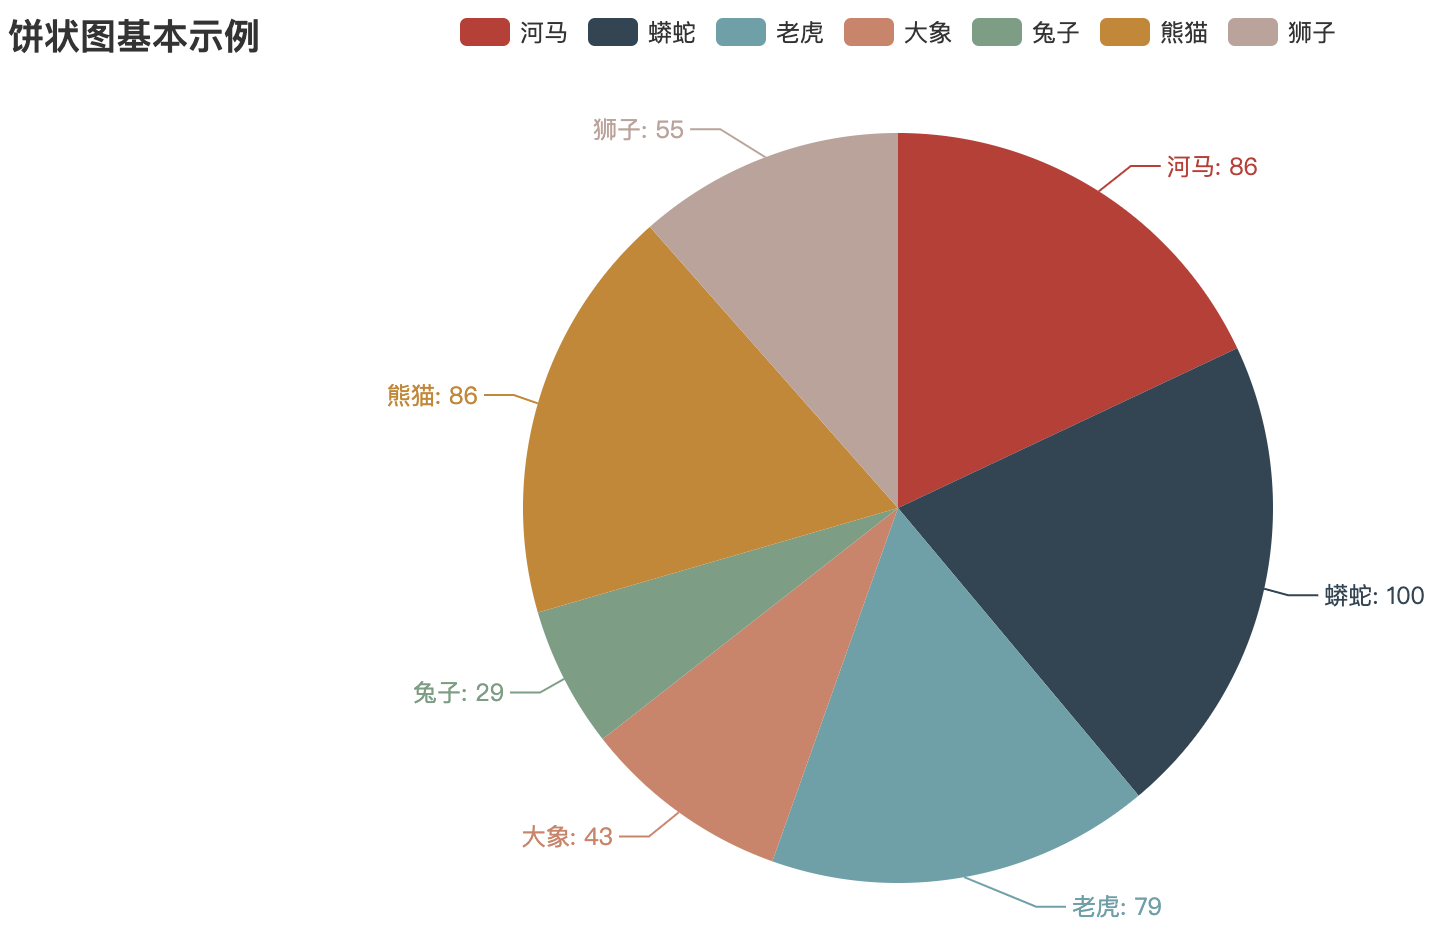 饼状图基本示例
河马 蟒蛇 老虎 大象 兔子 熊猫 狮子
狮子: 55
河马: 86
熊猫: 86
蟒蛇: 100
兔子: 29
大象: 43
老虎: 79